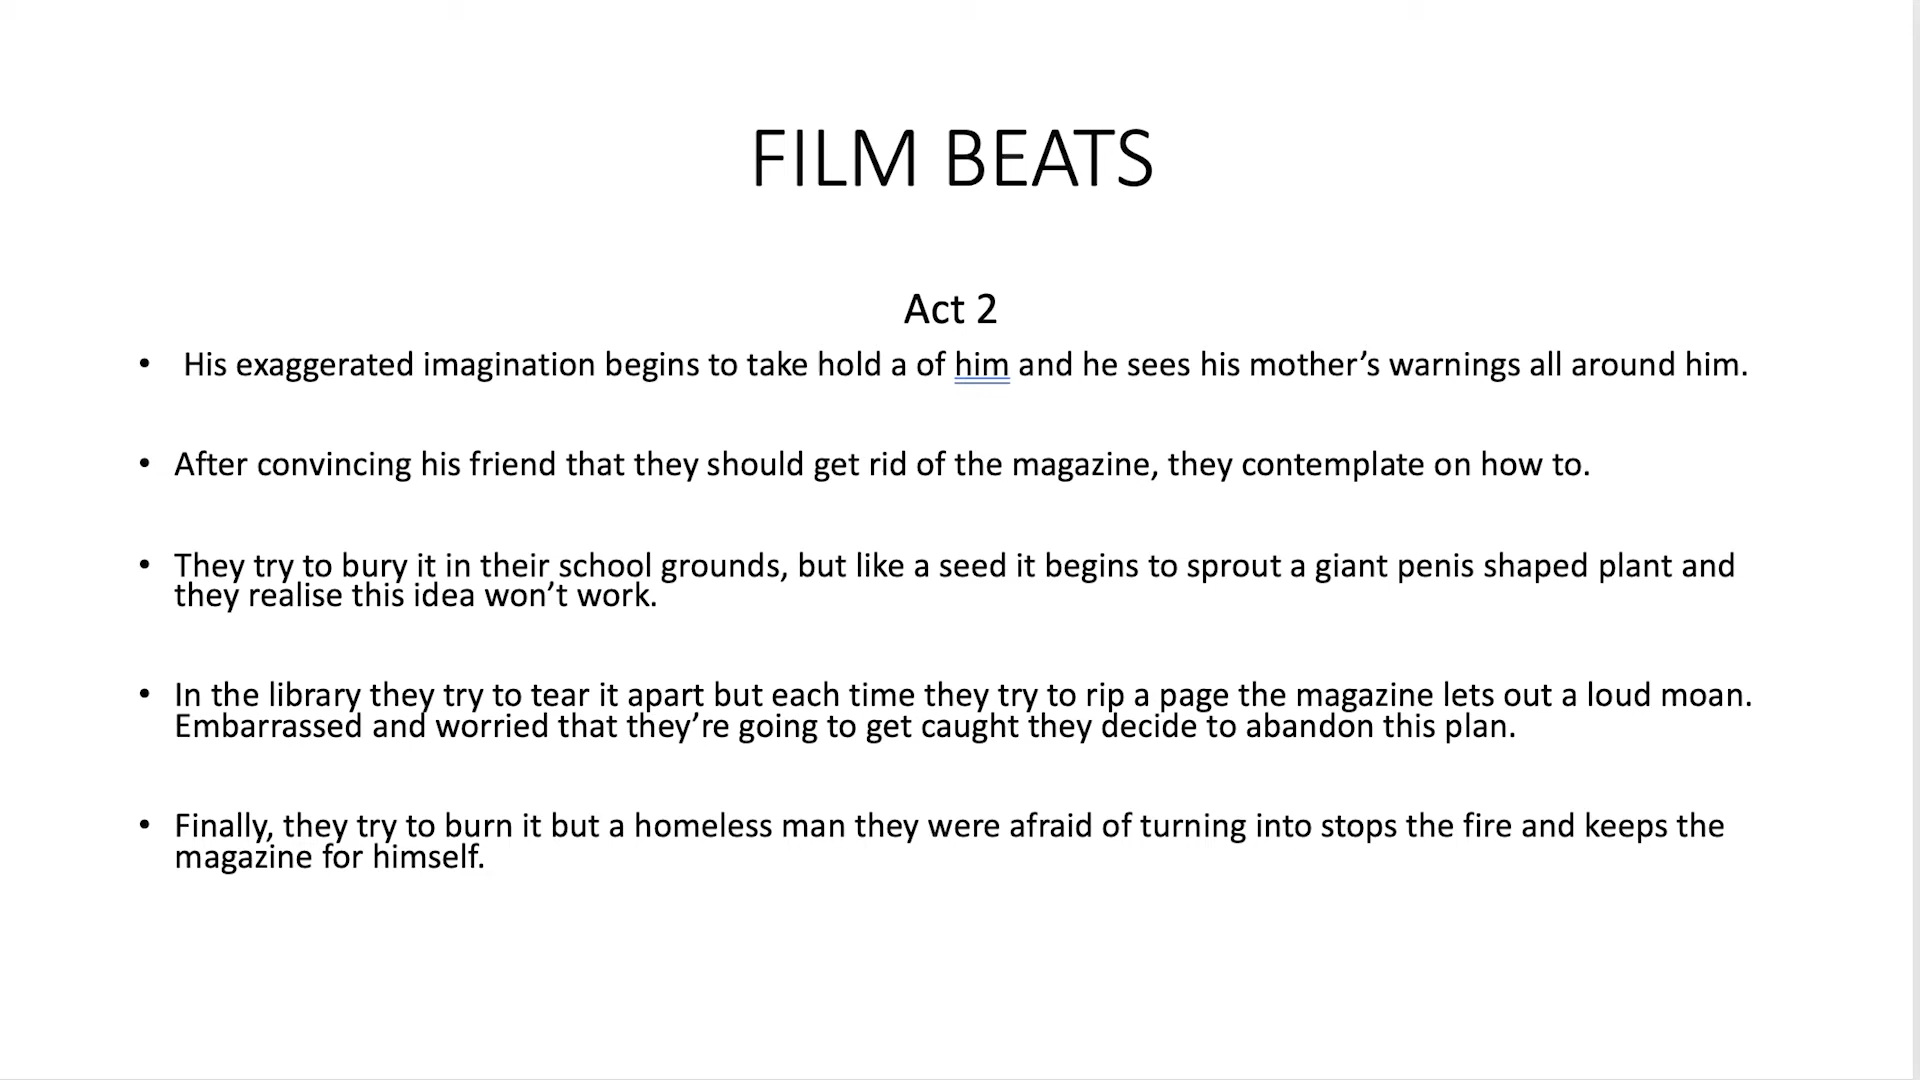 FILM BEATS
Act 2
• His exaggerated imagination begins to take hold a of him and he sees his mother’s warnings all around him.
• After convincing his friend that they should get rid of the magazine, they contemplate on how to.
• They try to bury it in their school grounds, but like a seed it begins to sprout a giant penis shaped plant and
they realise this idea won’t work.
• In the library they try to tear it apart but each time they try to rip a page the magazine lets out a loud moan.
Embarrassed and worried that they’re going to get caught they decide to abandon this plan.
• Finally, they try to burn it but a homeless man they were afraid of turning into stops the fire and keeps the
magazine for himself.